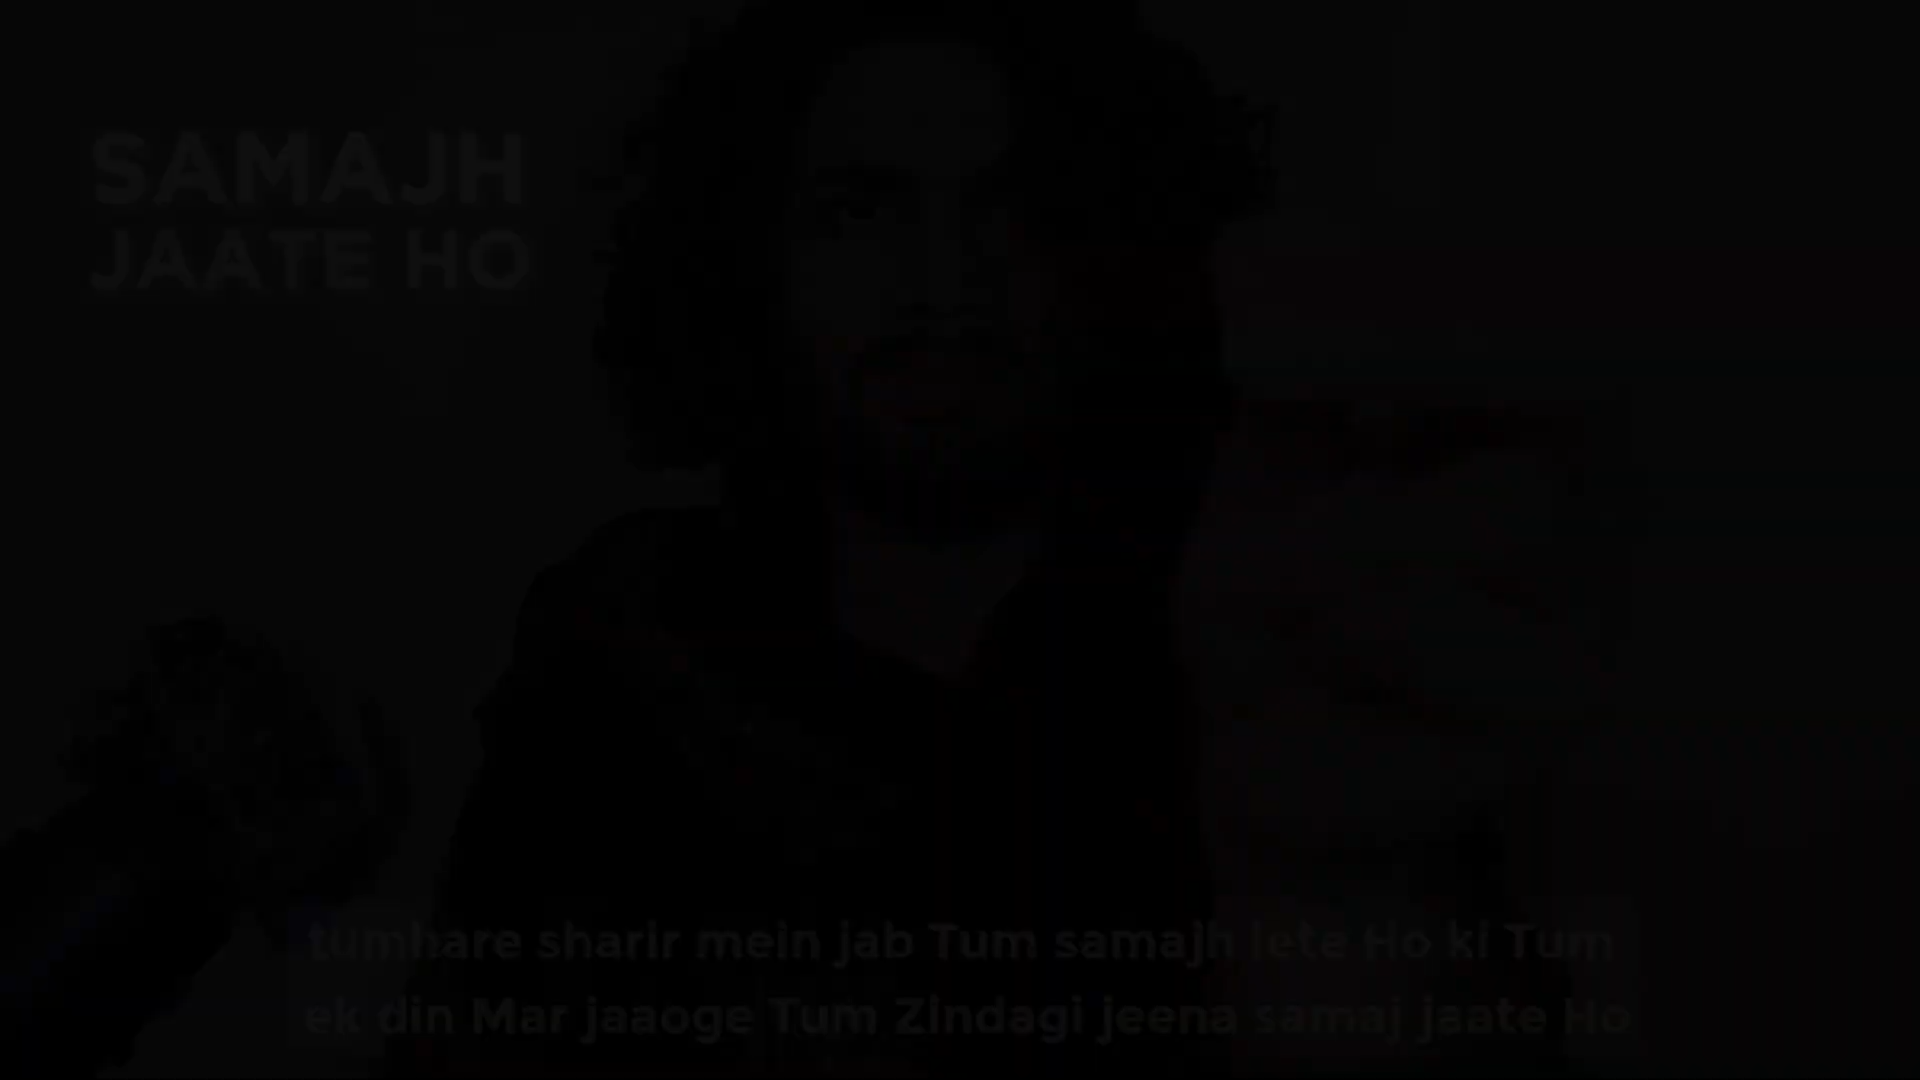 SAMAJH
JAATE HO
tumhare sharir mein jab Tum samajh lete Ho ki Tum
ek din Mar jaaoge Tum Zindagi jeena samaj jaate Ho